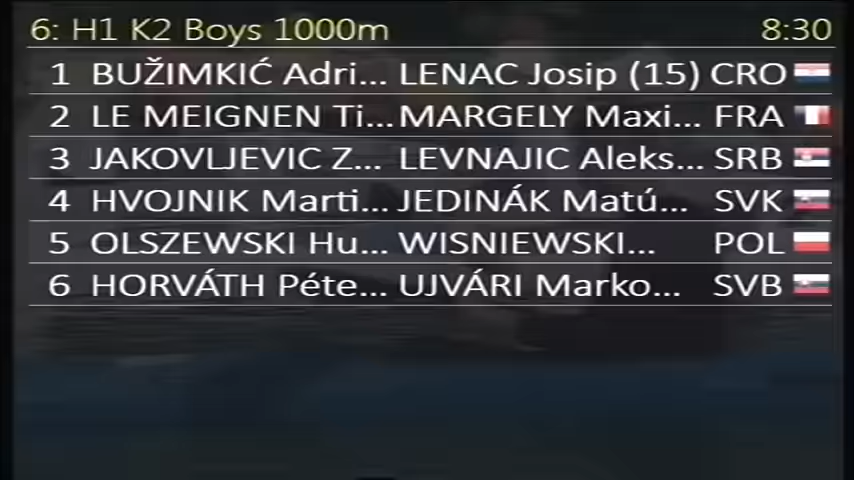 6: H1 K2 Boys 1000m 8:30
1 BUŽIMKIĆ Adri... LENAC Josip (15) CRO
2 LE MEIGNEN Ti... MARGELY Maxi... FRA
3 JAKOVLJEVIC Z... LEVNAJIC Aleks... SRB
4 HVOJNIK Marti... JEDINÁK Matú... SVK
5 OLSZEWSKI Hu... WISNIEWSKI... POL
6 HORVÁTH Péte... UJVÁRI Marko... SVB